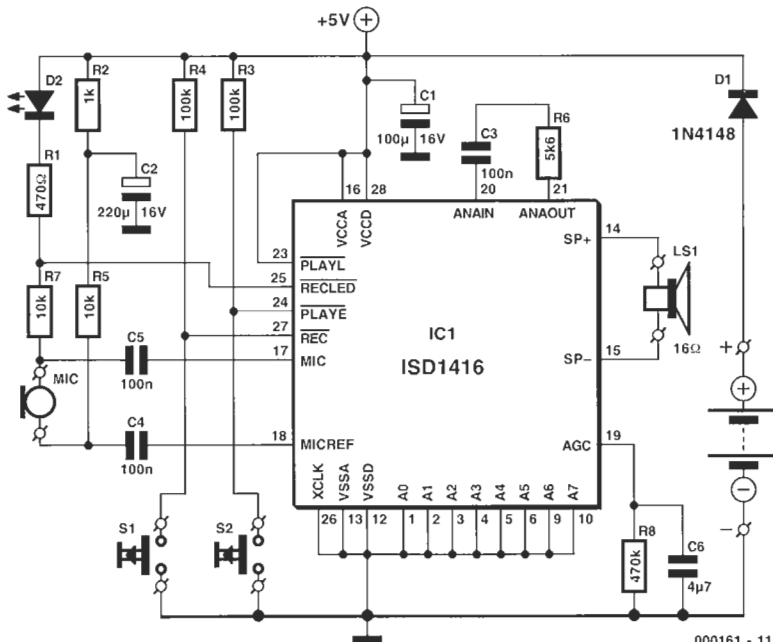 +5V
D2
R2
1k
R4
100k
R3
100k
C1
100µ 16V
D1
1N4148
R1
470Ω
C2
220µ 16V
C3
100n
R6
5k6
16
28
20
21
VCCA
VCCD
ANAIN
ANAOUT
23
PLAYL
25
RECLED
24
PLAYE
27
REC
17
MIC
18
MICREF
IC1
ISD1416
SP+
14
SP−
15
AGC
19
LS1
16Ω
R7
10k
R5
10k
C5
100n
MIC
C4
100n
XCLK
VSSA
VSSD
A0
A1
A2
A3
A4
A5
A6
A7
26
13
12
1
2
3
4
5
6
9
10
S1
S2
R8
470k
C6
4µ7
+
+
−
−
000161 - 11